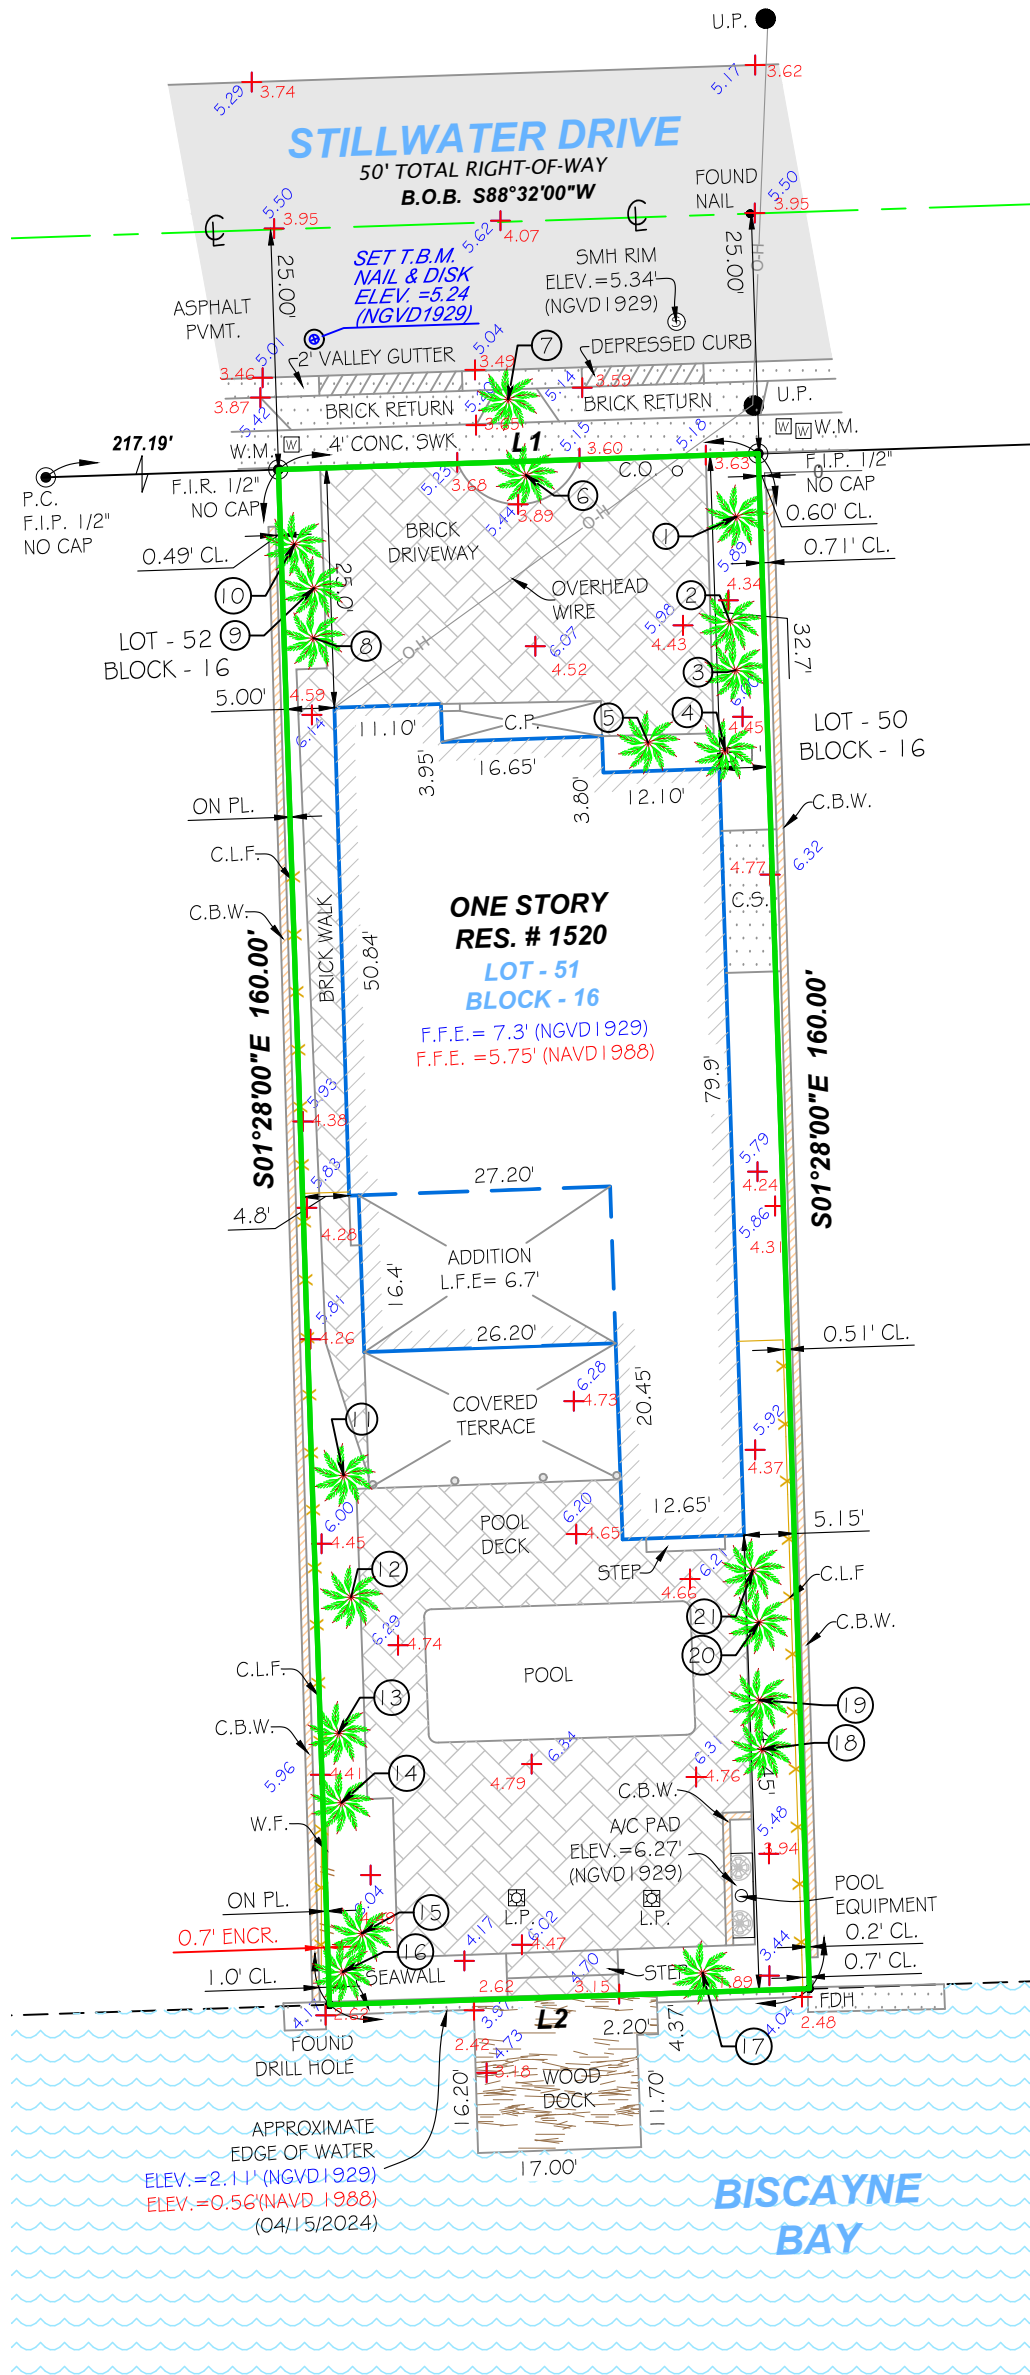 U.P.
5.29
3.74
5.17
3.62
STILLWATER DRIVE
50' TOTAL RIGHT-OF-WAY
B.O.B. S88°32'00"W
FOUND
NAIL
5.50
3.95
5.50
3.95
5.62
4.07
25.00'
25.00'
SET T.B.M.
NAIL & DISK
ELEV. =5.24
(NGVD1929)
SMH RIM
ELEV.=5.34'
(NGVD1929)
S
O-H
ASPHALT
PVMT.
2' VALLEY GUTTER
DEPRESSED CURB
5.01
3.46
3.87
5.42
5.04
3.49
7
5.14
3.59
BRICK RETURN
BRICK RETURN
U.P.
3.85
217.19'
W.M.
W
4' CONC. SWK.
L1
5.15
3.60
5.18
3.63
W
W
W.M.
C.O
P.C.
F.I.P. 1/2"
NO CAP
F.I.R. 1/2"
NO CAP
F.I.P. 1/2"
NO CAP
5.23
3.68
5.44
3.89
6
0.60' CL.
0.49' CL.
0.71' CL.
BRICK
DRIVEWAY
O-H
1
5.89
4.34
OVERHEAD
WIRE
2
10
9
8
25.0'
LOT - 52
BLOCK - 16
O-H
6.07
4.52
5.98
4.43
3
32.7'
5.00'
4.59
6.14
6.00
4.45
LOT - 50
BLOCK - 16
11.10'
C.P.
5
4
3.95'
16.65'
3.80'
12.10'
ON PL.
C.L.F.
C.B.W.
C.B.W.
4.77
6.32
C.S.
BRICK WALK
50.84'
ONE STORY
RES. # 1520
LOT - 51
BLOCK - 16
F.F.E.= 7.3' (NGVD1929)
F.F.E. =5.75' (NAVD1988)
S01°28'00"E 160.00'
S01°28'00"E 160.00'
79.9'
5.93
4.38
5.83
4.28
4.8'
27.20'
5.79
4.24
5.86
4.31
ADDITION
L.F.E= 6.7'
16.4'
26.20'
5.81
4.26
0.51' CL.
6.28
4.73
COVERED
TERRACE
20.45'
5.92
4.37
11
6.00
4.45
POOL
DECK
6.20
4.65
12.65'
5.15'
STEP
6.21
4.66
12
C.L.F
C.B.W.
21
20
6.29
4.74
POOL
C.L.F.
C.B.W.
13
19
18
5.96
4.41
14
6.34
4.79
6.31
4.76
W.F.
C.B.W.
A/C PAD
ELEV.=6.27'
(NGVD1929)
5.48
3.94
POOL
EQUIPMENT
ON PL.
0.7' ENCR.
1.0' CL.
15
16
L.P.
L.P.
4.17
2.62
6.02
4.47
4.70
3.15
STEP
3.44
1.89
0.2' CL.
0.7' CL.
SEAWALL
4.17
2.62
FOUND
DRILL HOLE
3.97
2.42
L2
2.20'
4.37'
17
4.04
2.48
FDH
4.73
3.18
16.20'
WOOD
DOCK
11.70'
17.00'
APPROXIMATE
EDGE OF WATER
ELEV.=2.11' (NGVD1929)
ELEV.=0.56'(NAVD 1988)
(04/15/2024)
BISCAYNE
BAY